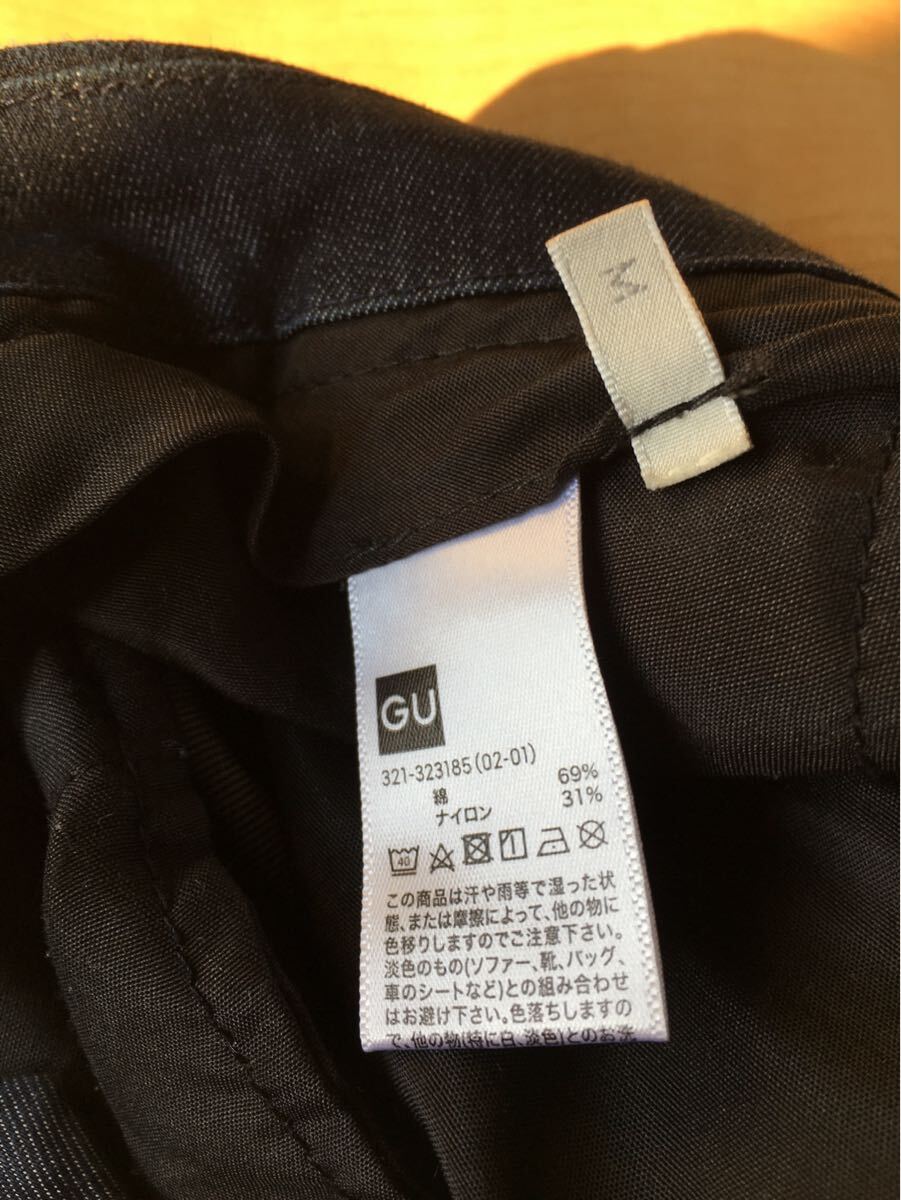 M
GU
321-323185(02-01)
綿 69%
ナイロン 31%
40
この商品は汗や雨等で湿った状
態、または摩擦によって、他の物に
色移りしますのでご注意下さい。
淡色のもの(ソファー、靴、バッグ、
車のシートなど)との組み合わせ
はお避け下さい。色落ちしますの
で、他の物(特に白、淡色)とのお洗